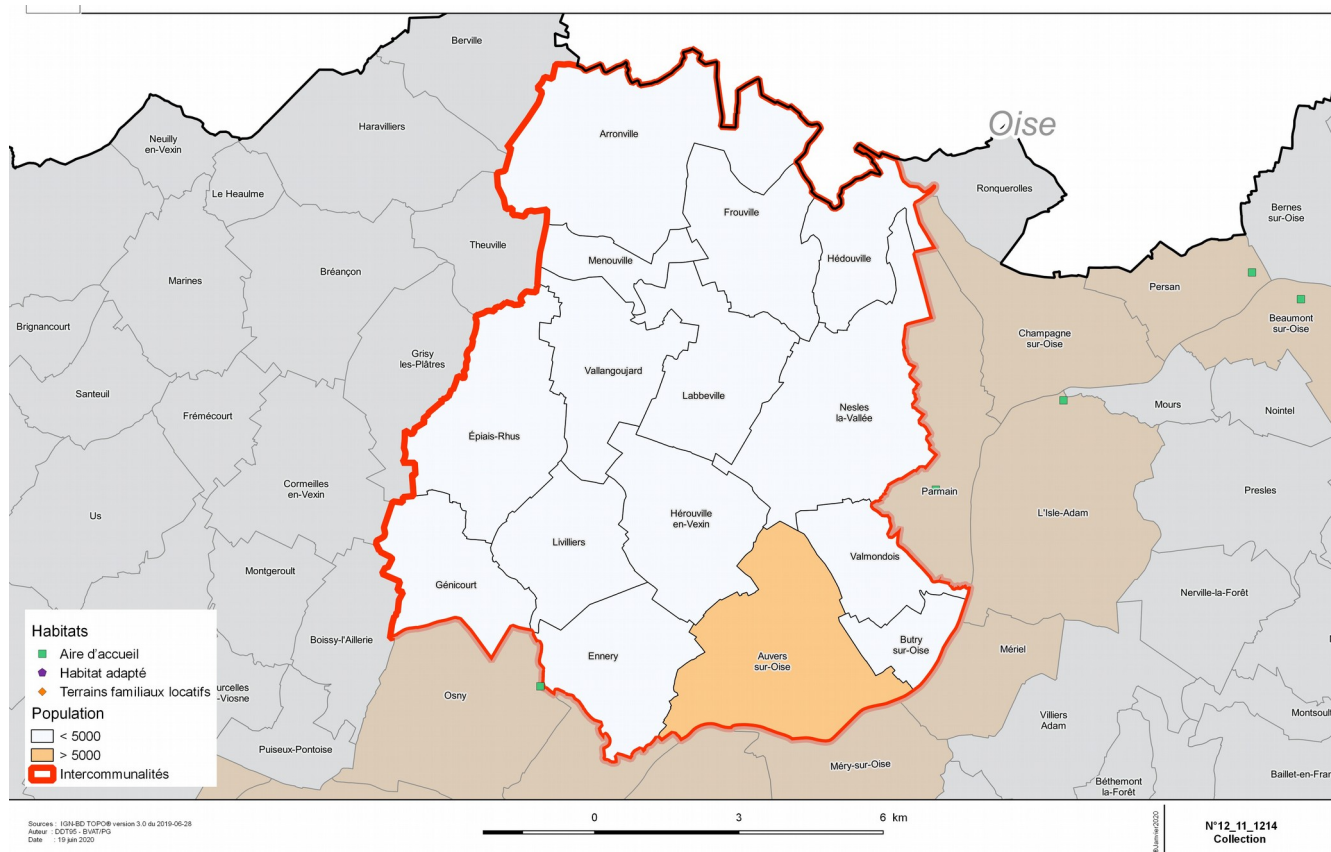 Berville
Oise
Neuilly
en-Vexin
Haravilliers
Arronville
Le Heaulme
Ronquerolles
Bernes
sur-Oise
Frouville
Theuville
Menouville
Hédouville
Marines
Bréançon
Persan
Brignancourt
Beaumont
sur-Oise
Champagne
sur-Oise
Grisy
les-Plâtres
Vallangoujard
Labbeville
Santeuil
Frémécourt
Nesles
la-Vallée
Mours
Nointel
Épiais-Rhus
Cormeilles
en-Vexin
Parmain
Presles
Us
Hérouville
en-Vexin
L'Isle-Adam
Livilliers
Valmondois
Montgeroult
Génicourt
Nerville-la-Forêt
Boissy-l'Aillerie
Butry
sur-Oise
Ennery
Auvers
sur-Oise
Mériel
Osny
urcelles
-Viosne
Villiers
Adam
Montsoult
Puiseux-Pontoise
Méry-sur-Oise
Béthemont
la-Forêt
Baillet-en-Fran
Habitats
Aire d'accueil
Habitat adapté
Terrains familiaux locatifs
Population
< 5000
> 5000
Intercommunalités
Sources : IGN-BD TOPO® version 3.0 du 2019-06-28
Auteur : DDT95 - BVAT/PG
Date : 19 juin 2020
0 3 6 km
N°12_11_1214
Collection